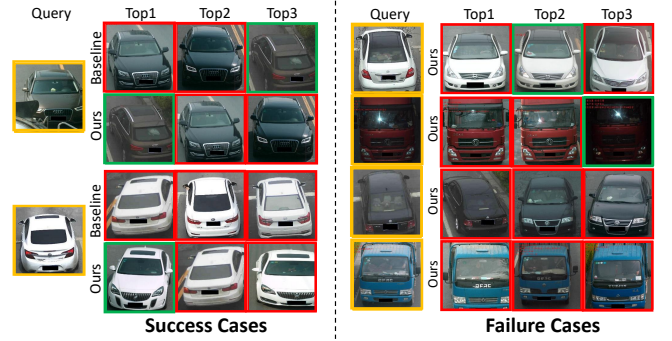 Query Top1 Top2 Top3
Baseline
Ours
Baseline
Ours
Success Cases
Query Top1 Top2 Top3
Ours
Ours
Ours
Ours
Failure Cases